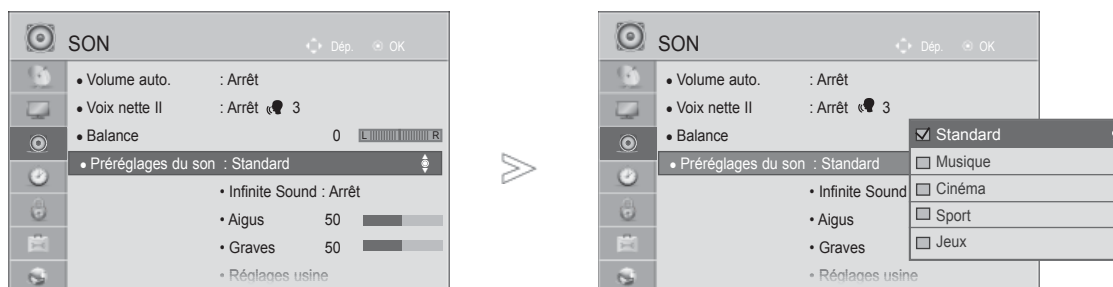 SON Dép. OK
• Volume auto. : Arrêt
• Voix nette II : Arrêt 3
• Balance 0 L R
• Préréglages du son : Standard
• Infinite Sound : Arrêt
• Aigus 50
• Graves 50
• Réglages usine
SON Dép. OK
• Volume auto. : Arrêt
• Voix nette II : Arrêt 3
• Balance
• Préréglages du son : Standard
• Infinite Sound
• Aigus
• Graves
• Réglages usine
Standard
Musique
Cinéma
Sport
Jeux